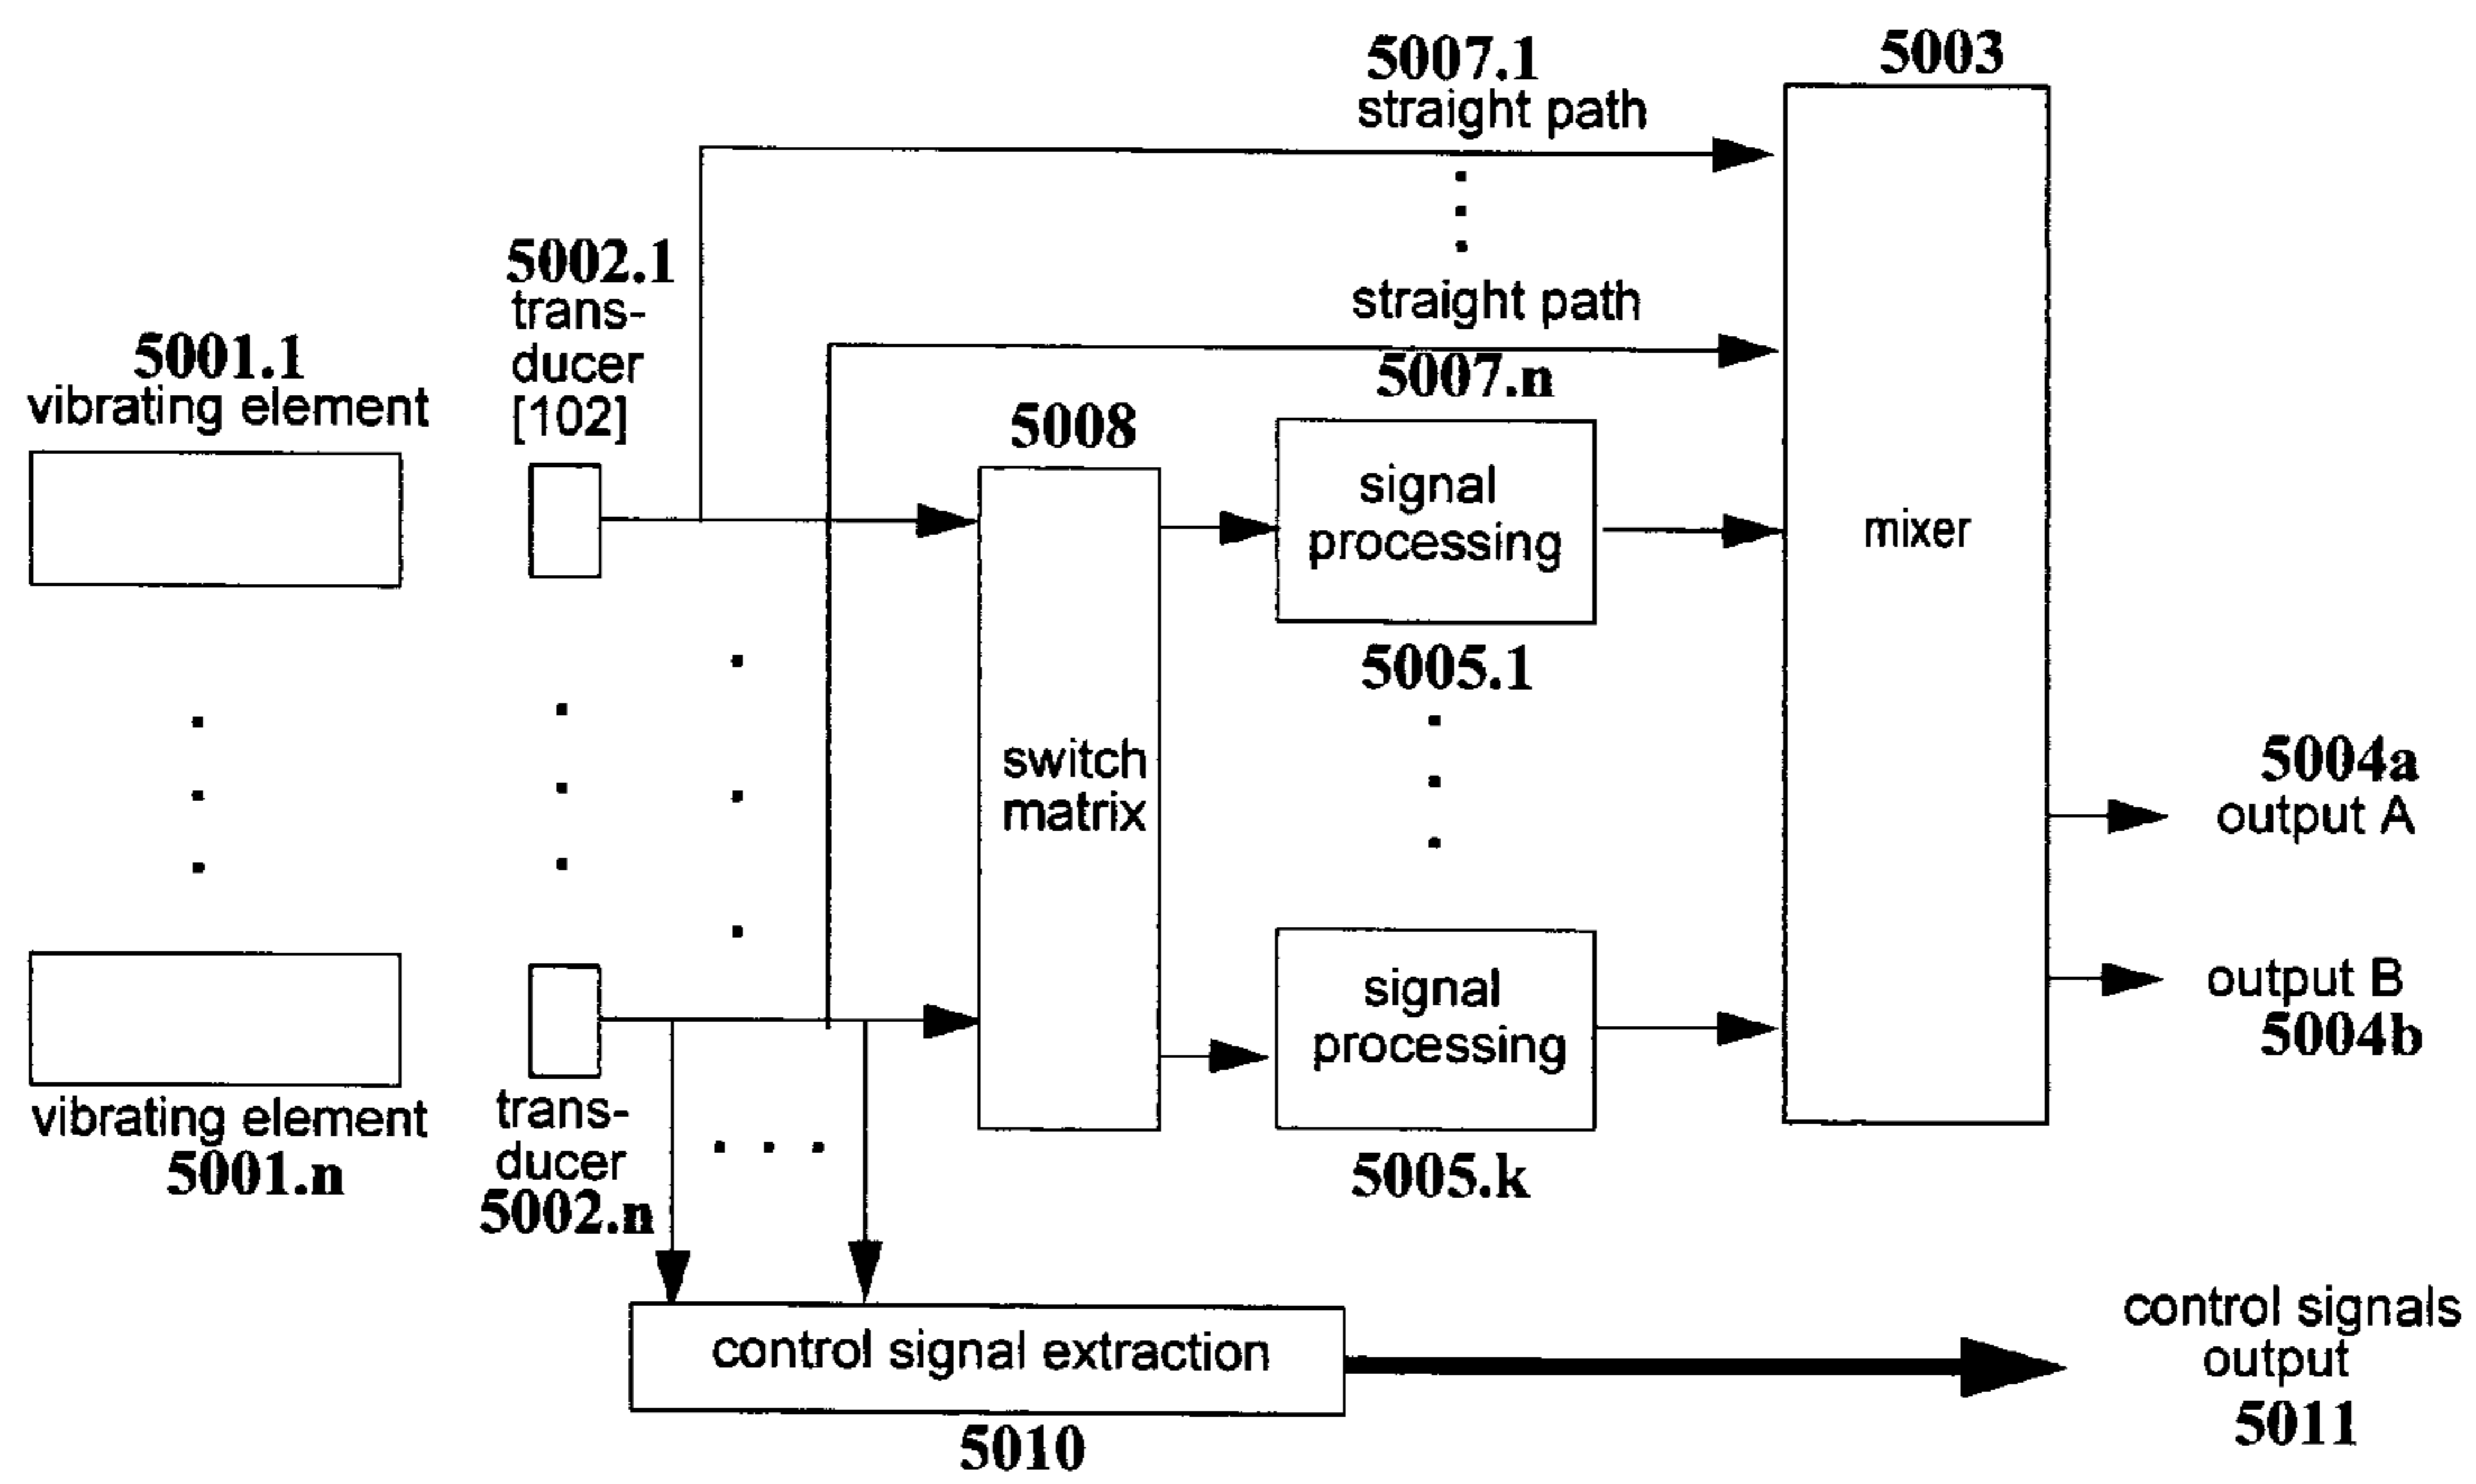 5007.1
straight path
5003
5002.1
trans-
ducer
[102]
straight path
5007.n
5001.1
vibrating element
5008
signal
processing
5005.1
mixer
switch
matrix
5004a
output A
output B
5004b
signal
processing
5005.k
vibrating element
5001.n
trans-
ducer
5002.n
control signal extraction
5010
control signals
output
5011